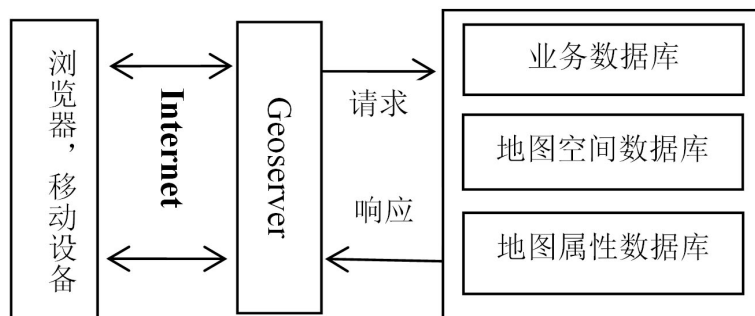 浏览器，移动设备
Internet
Geoserver
请求
响应
业务数据库
地图空间数据库
地图属性数据库